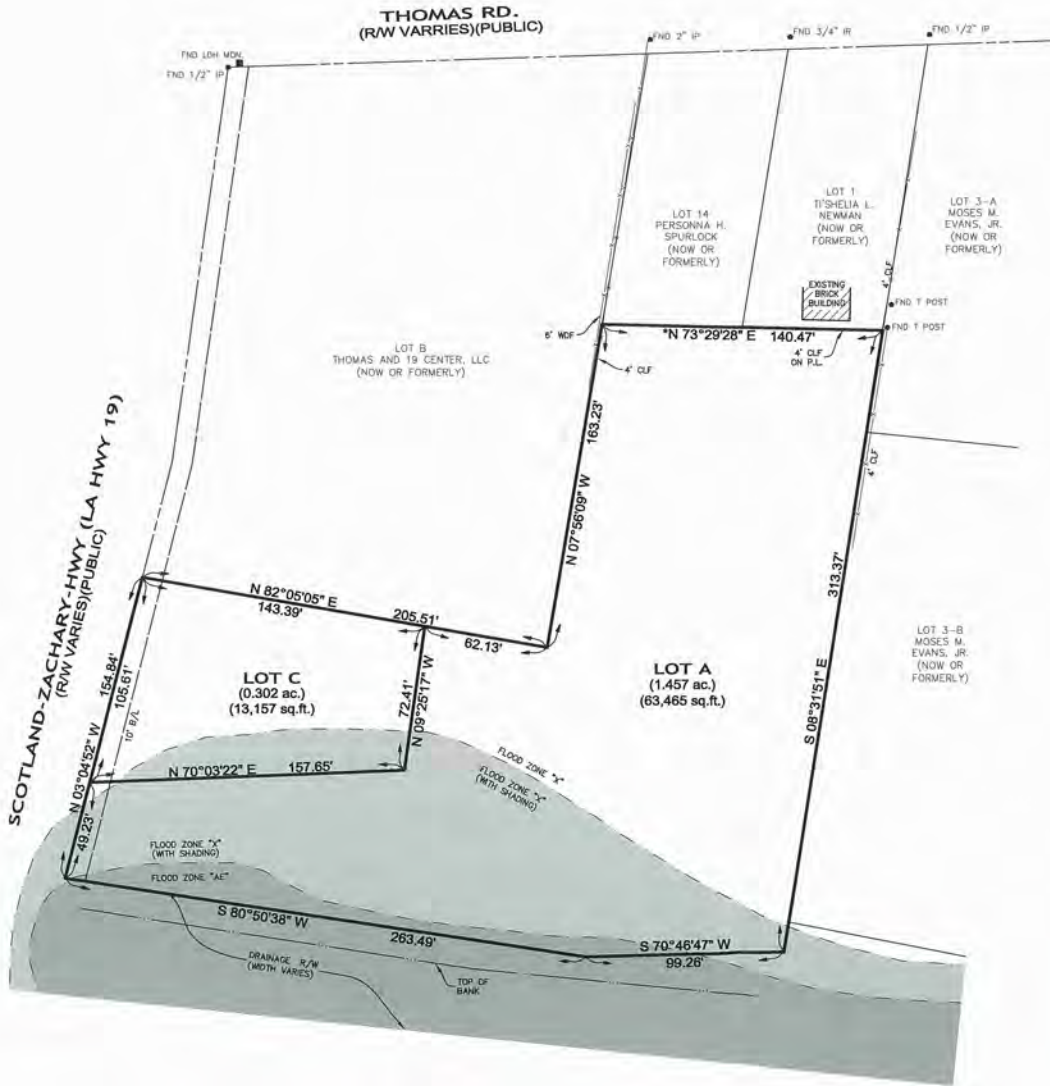 THOMAS RD.
(R/W VARRIES)(PUBLIC)
FND LDH MON.
FND 1/2" IP
FND 2" IP
FND 3/4" IR
FND 1/2" IP
LOT 14
PERSONNA H.
SPURLOCK
(NOW OR
FORMERLY)
LOT 1
TI'SHELIA L.
NEWMAN
(NOW OR
FORMERLY)
LOT 3-A
MOSES M.
EVANS, JR.
(NOW OR
FORMERLY)
4' CLF
EXISTING
BRICK
BUILDING
FND T POST
FND T POST
6' WDF
"N 73°29'28" E 140.47'
4' CLF
ON P.L.
LOT B
THOMAS AND 19 CENTER, LLC
(NOW OR FORMERLY)
4' CLF
163.23'
N 07°56'09" W
4' CLF
313.37'
S 08°31'51" E
SCOTLAND-ZACHARY-HWY (LA HWY 19)
(R/W VARIES)(PUBLIC)
N 82°05'05" E
143.39'
205.51'
62.13'
LOT 3-B
MOSES M.
EVANS, JR.
(NOW OR
FORMERLY)
154.84'
105.61'
N 03°04'52" W
49.23'
10' B/L
LOT C
(0.302 ac.)
(13,157 sq.ft.)
72.41'
N 09°25'17" W
LOT A
(1.457 ac.)
(63,465 sq.ft.)
N 70°03'22" E 157.65'
FLOOD ZONE "X"
FLOOD ZONE "X"
(WITH SHADING)
FLOOD ZONE "X"
(WITH SHADING)
FLOOD ZONE "AE"
S 80°50'38" W
263.49'
S 70°46'47" W
99.26'
DRAINAGE R/W
(WIDTH VARIES)
TOP OF
BANK